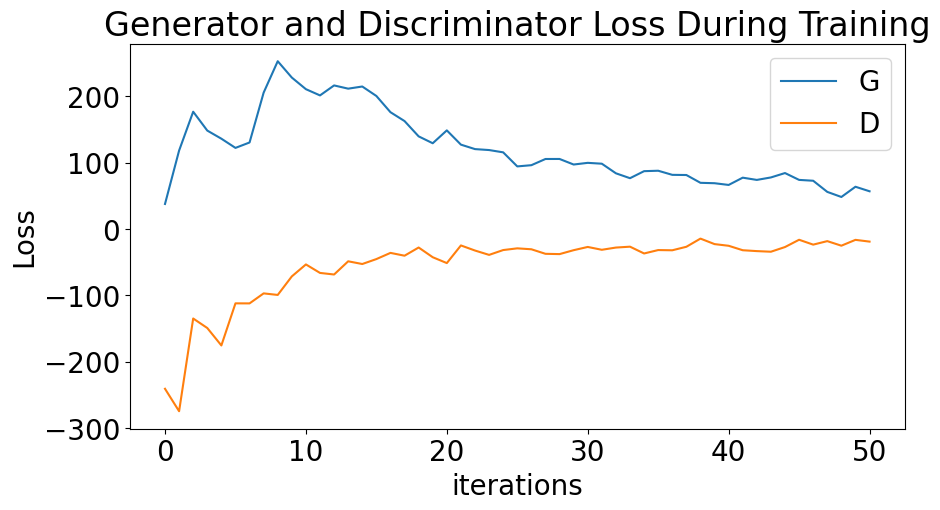 Generator and Discriminator Loss During Training
G
D
Loss
200
100
0
−100
−200
−300
0 10 20 30 40 50
iterations